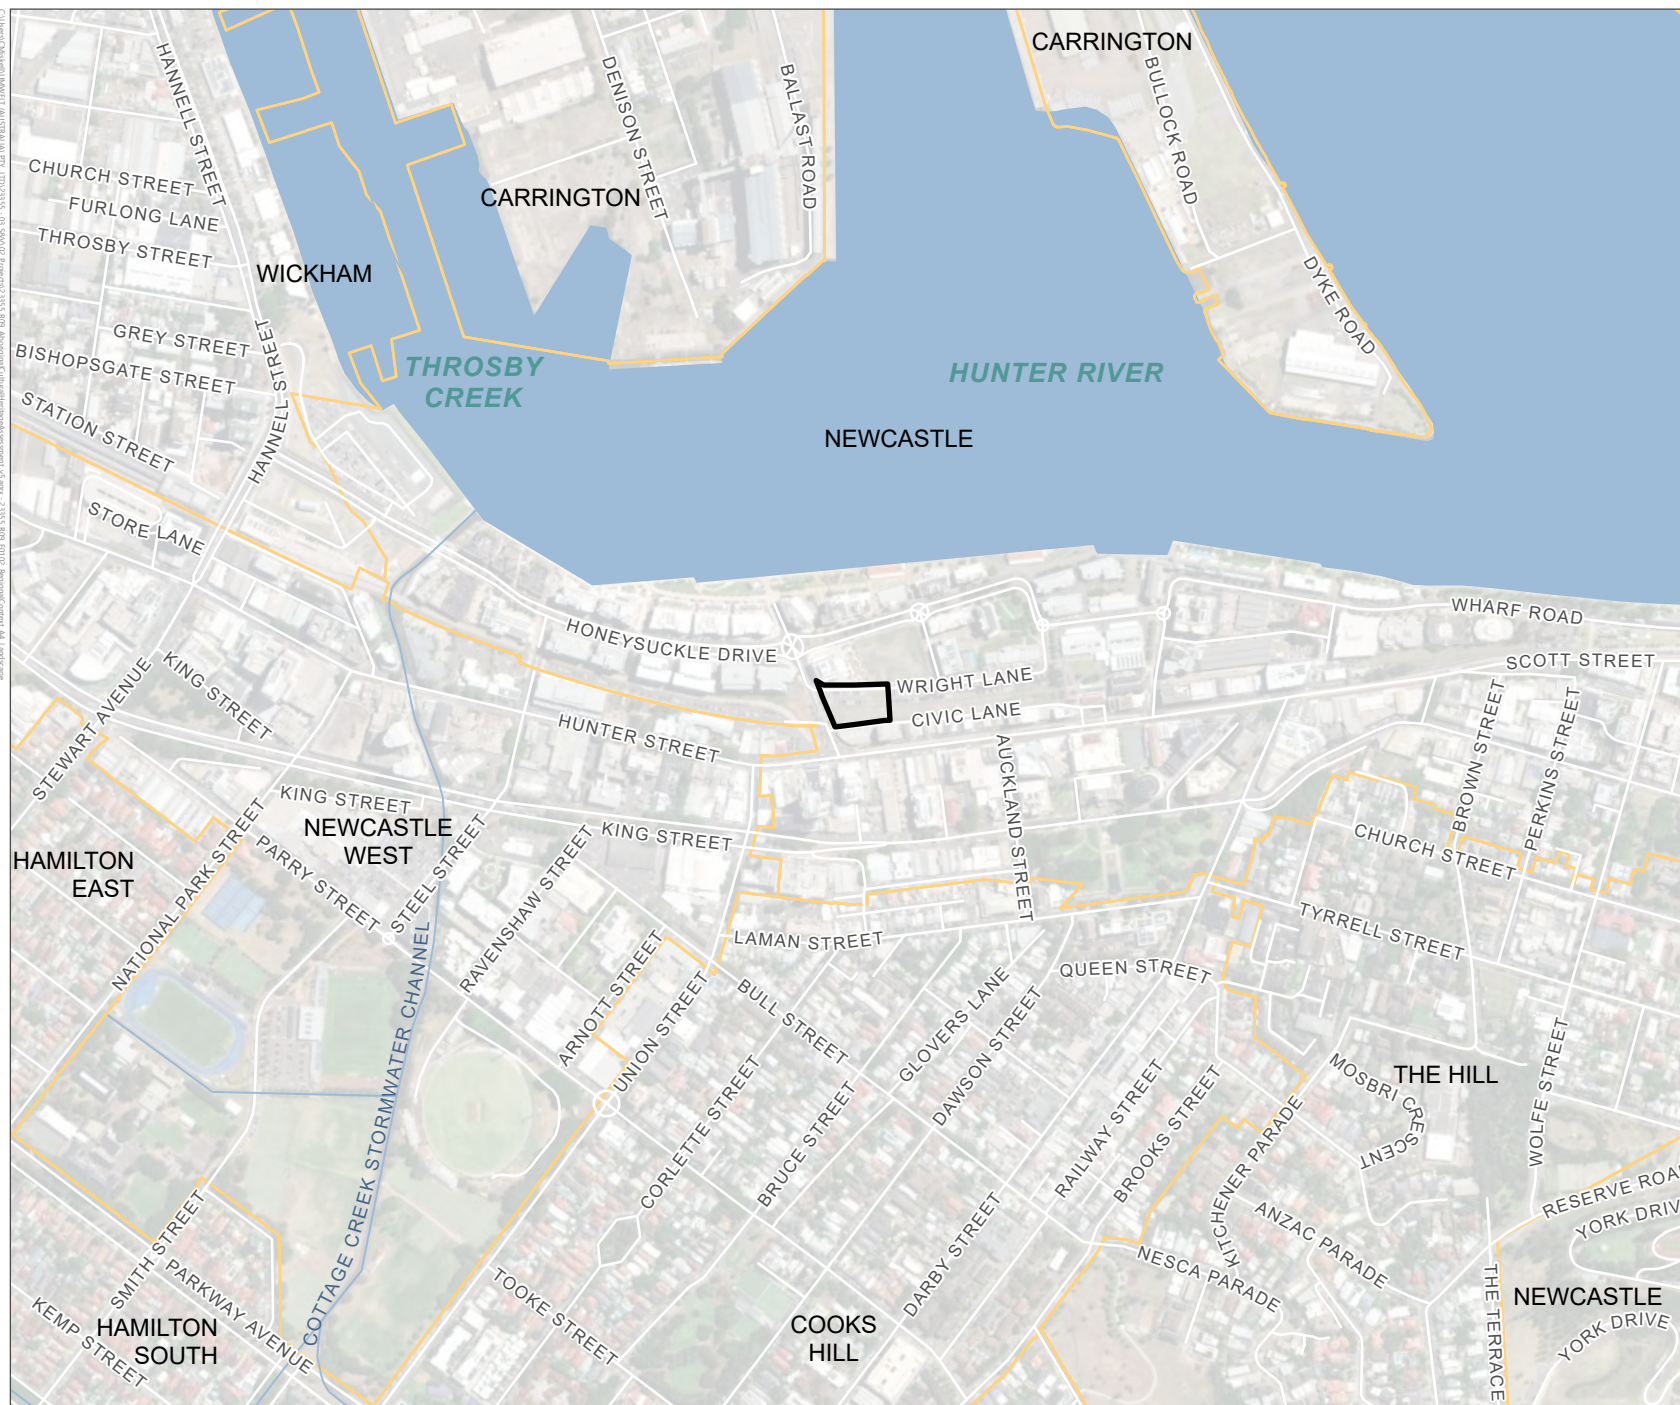 CARRINGTON
HANNELL STREET
DENISON STREET
BALLAST ROAD
BULLOCK ROAD
CHURCH STREET
FURLONG LANE
THROSBY STREET
CARRINGTON
WICKHAM
DYKE ROAD
GREY STREET
BISHOPSGATE STREET
HANNELL STREET
THROSBY
CREEK
HUNTER RIVER
STATION STREET
NEWCASTLE
STORE LANE
WHARF ROAD
HONEYSUCKLE DRIVE
SCOTT STREET
WRIGHT LANE
CIVIC LANE
KING STREET
STEWART AVENUE
HUNTER STREET
BROWN STREET
PERKINS STREET
AUCKLAND STREET
KING STREET
NEWCASTLE
WEST
KING STREET
CHURCH STREET
HAMILTON
EAST
PARRY STREET
STEEL STREET
RAVENSHAW STREET
NATIONAL PARK STREET
LAMAN STREET
TYRRELL STREET
QUEEN STREET
ARNOTT STREET
UNION STREET
BULL STREET
GLOVERS LANE
DAWSON STREET
COTTAGE CREEK STORMWATER CHANNEL
CORLETTE STREET
BRUCE STREET
RAILWAY STREET
BROOKS STREET
MOSBRI CRESCENT
THE HILL
WOLFE STREET
KITCHENER PARADE
RESERVE ROA
YORK DRIV
ANZAC PARADE
SMITH STREET
PARKWAY AVENUE
TOOKE STREET
DARBY STREET
NESCA PARADE
THE TERRACE
NEWCASTLE
YORK DRIVE
KEMP STREET
HAMILTON
SOUTH
COOKS
HILL